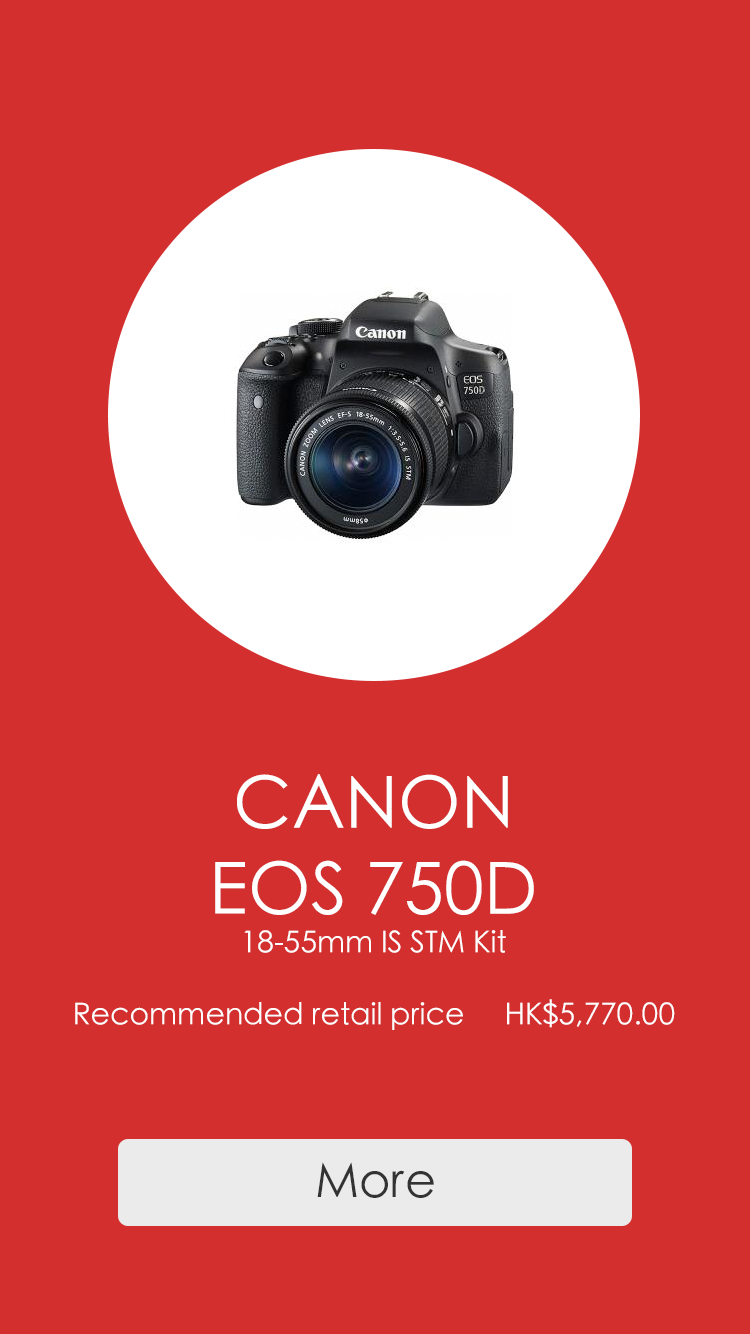 Canon
EOS
750D
CANON ZOOM LENS EF-S 18-55mm 1:3.5-5.6 IS STM
ø58mm
CANON
EOS 750D
18-55mm IS STM Kit
Recommended retail price HK$5,770.00
More